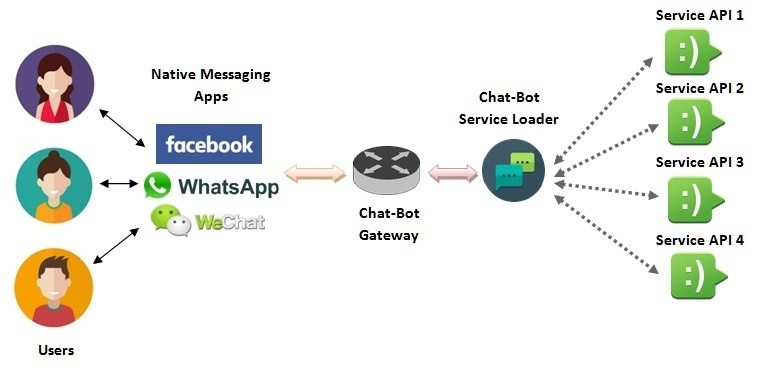 Service API 1
:)
Native Messaging
Apps
Chat-Bot
Service Loader
Service API 2
:)
facebook
WhatsApp
WeChat
Chat-Bot
Gateway
Service API 3
:)
Service API 4
:)
Users